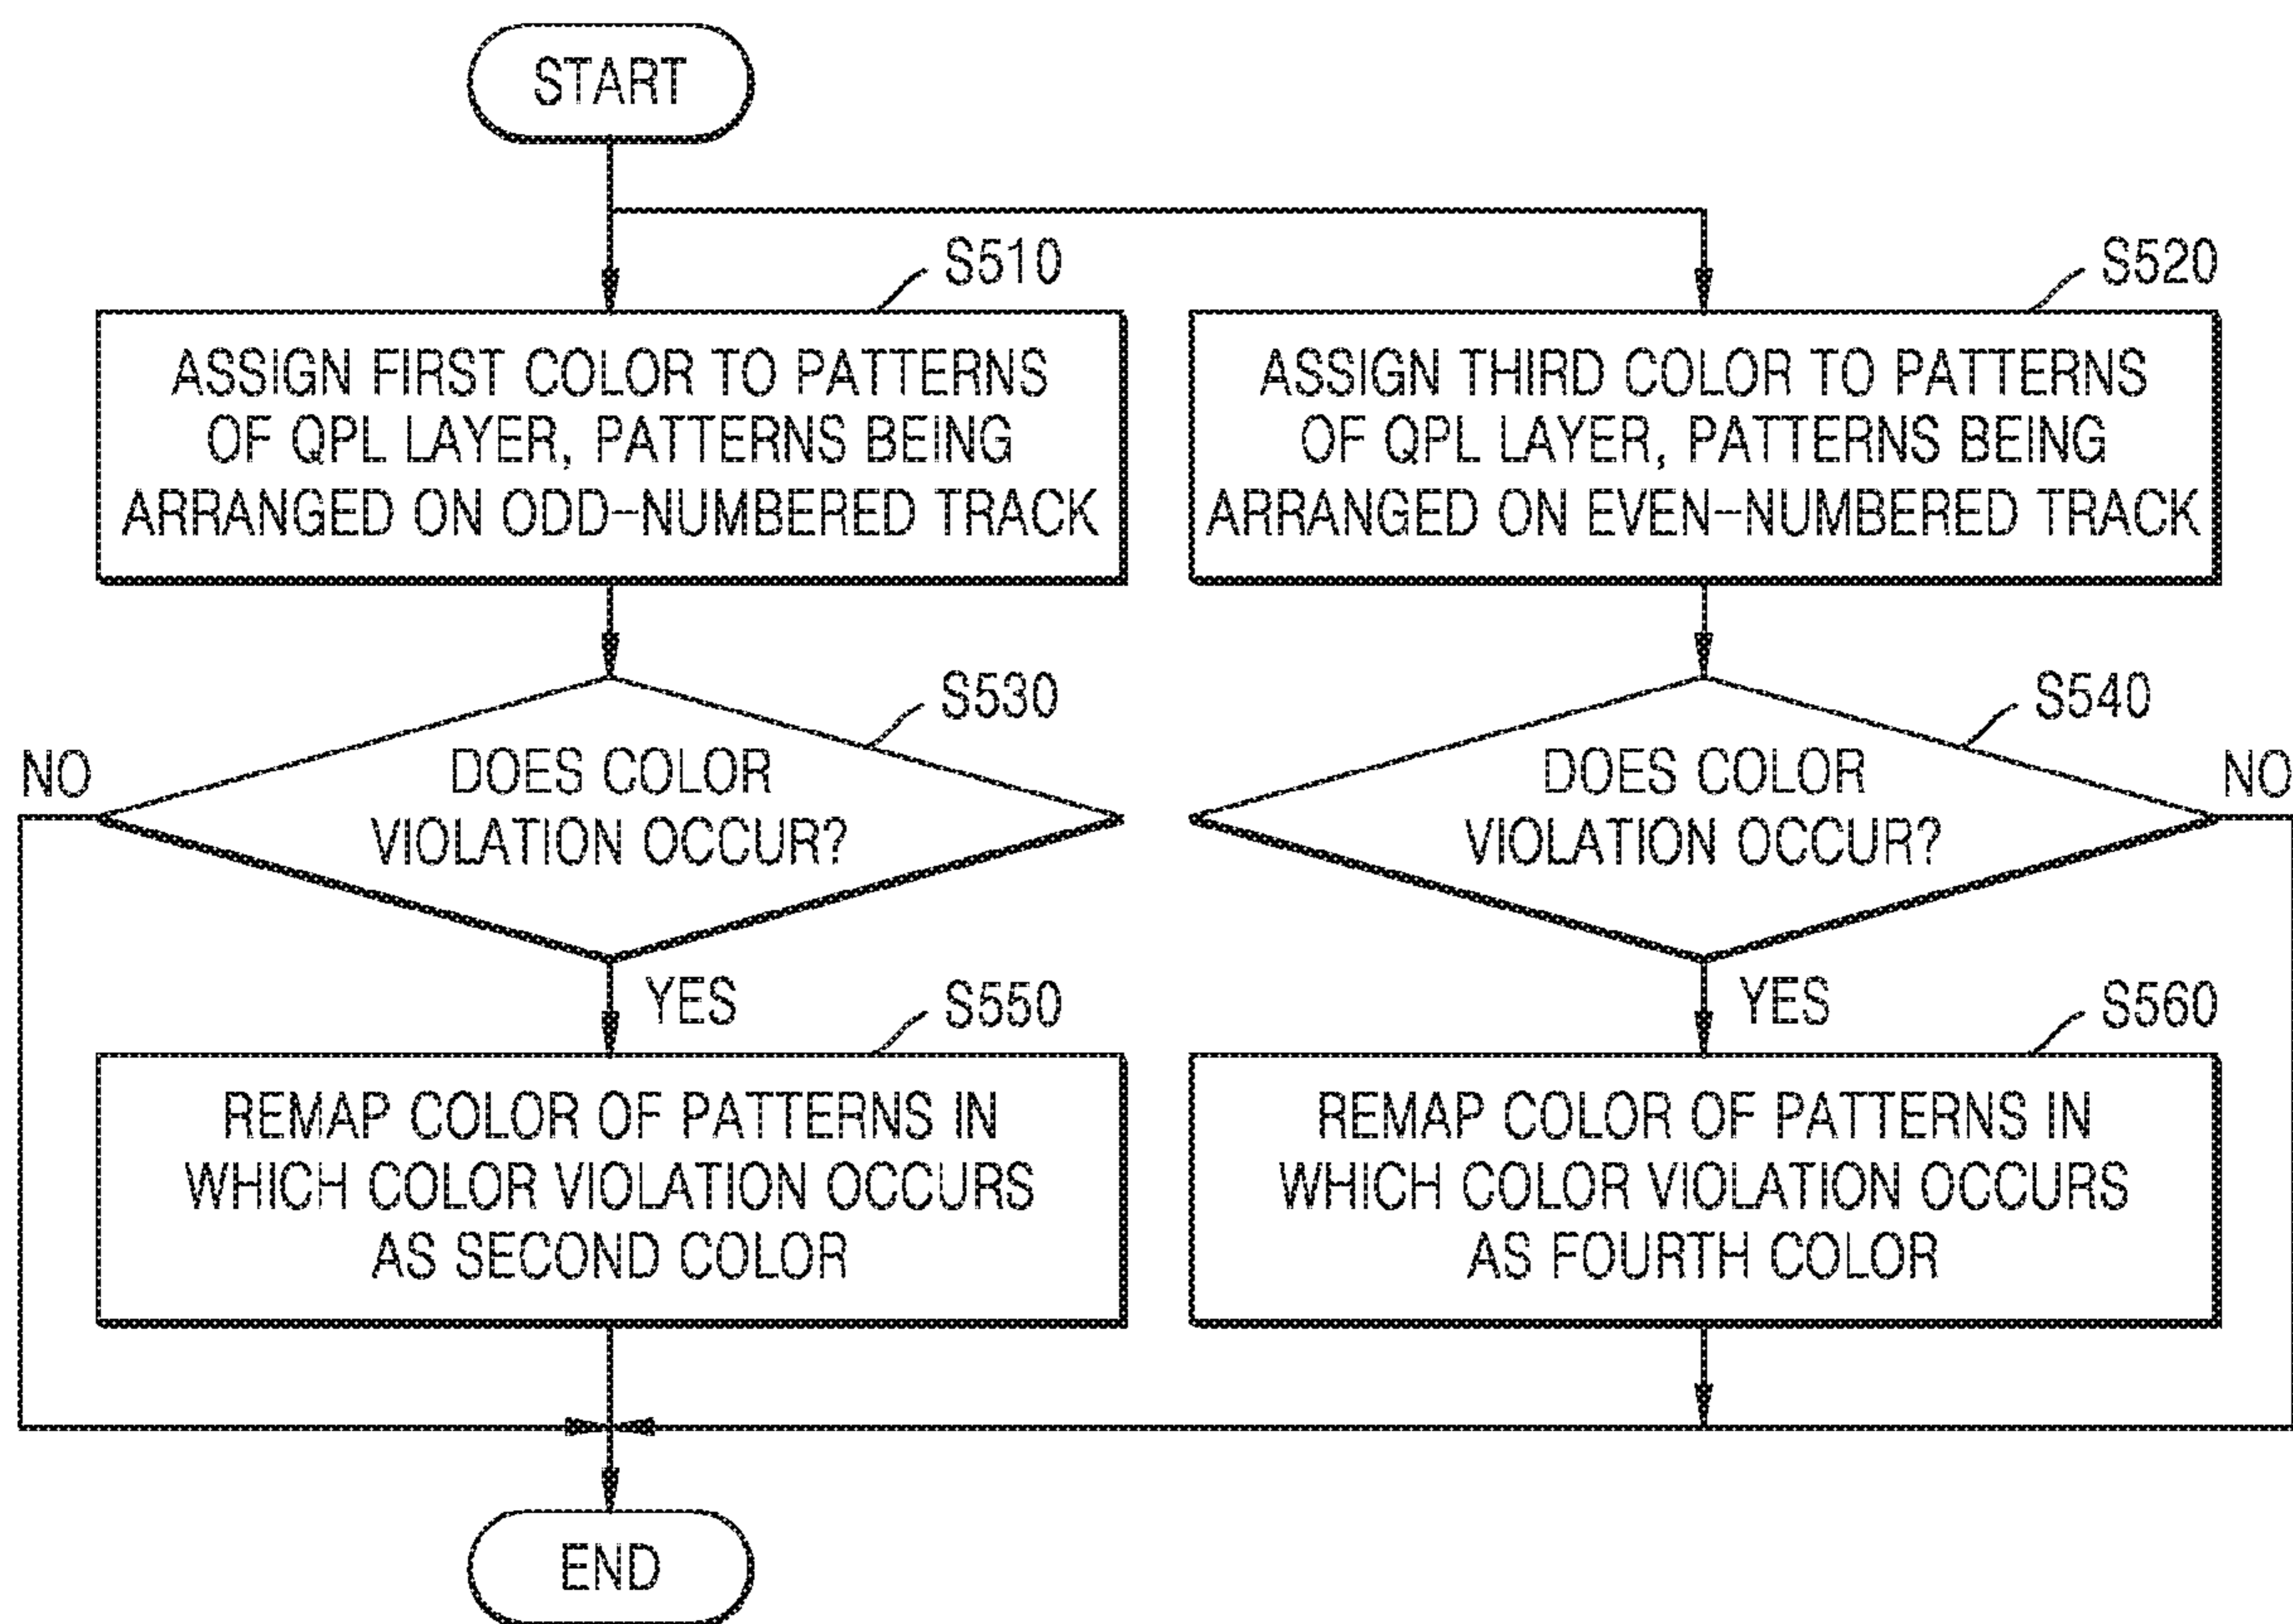 START
S510
ASSIGN FIRST COLOR TO PATTERNS
OF QPL LAYER, PATTERNS BEING
ARRANGED ON ODD-NUMBERED TRACK
S520
ASSIGN THIRD COLOR TO PATTERNS
OF QPL LAYER, PATTERNS BEING
ARRANGED ON EVEN-NUMBERED TRACK
S530
NO
DOES COLOR
VIOLATION OCCUR?
YES
S540
DOES COLOR
VIOLATION OCCUR?
NO
YES
S550
REMAP COLOR OF PATTERNS IN
WHICH COLOR VIOLATION OCCURS
AS SECOND COLOR
S560
REMAP COLOR OF PATTERNS IN
WHICH COLOR VIOLATION OCCURS
AS FOURTH COLOR
END